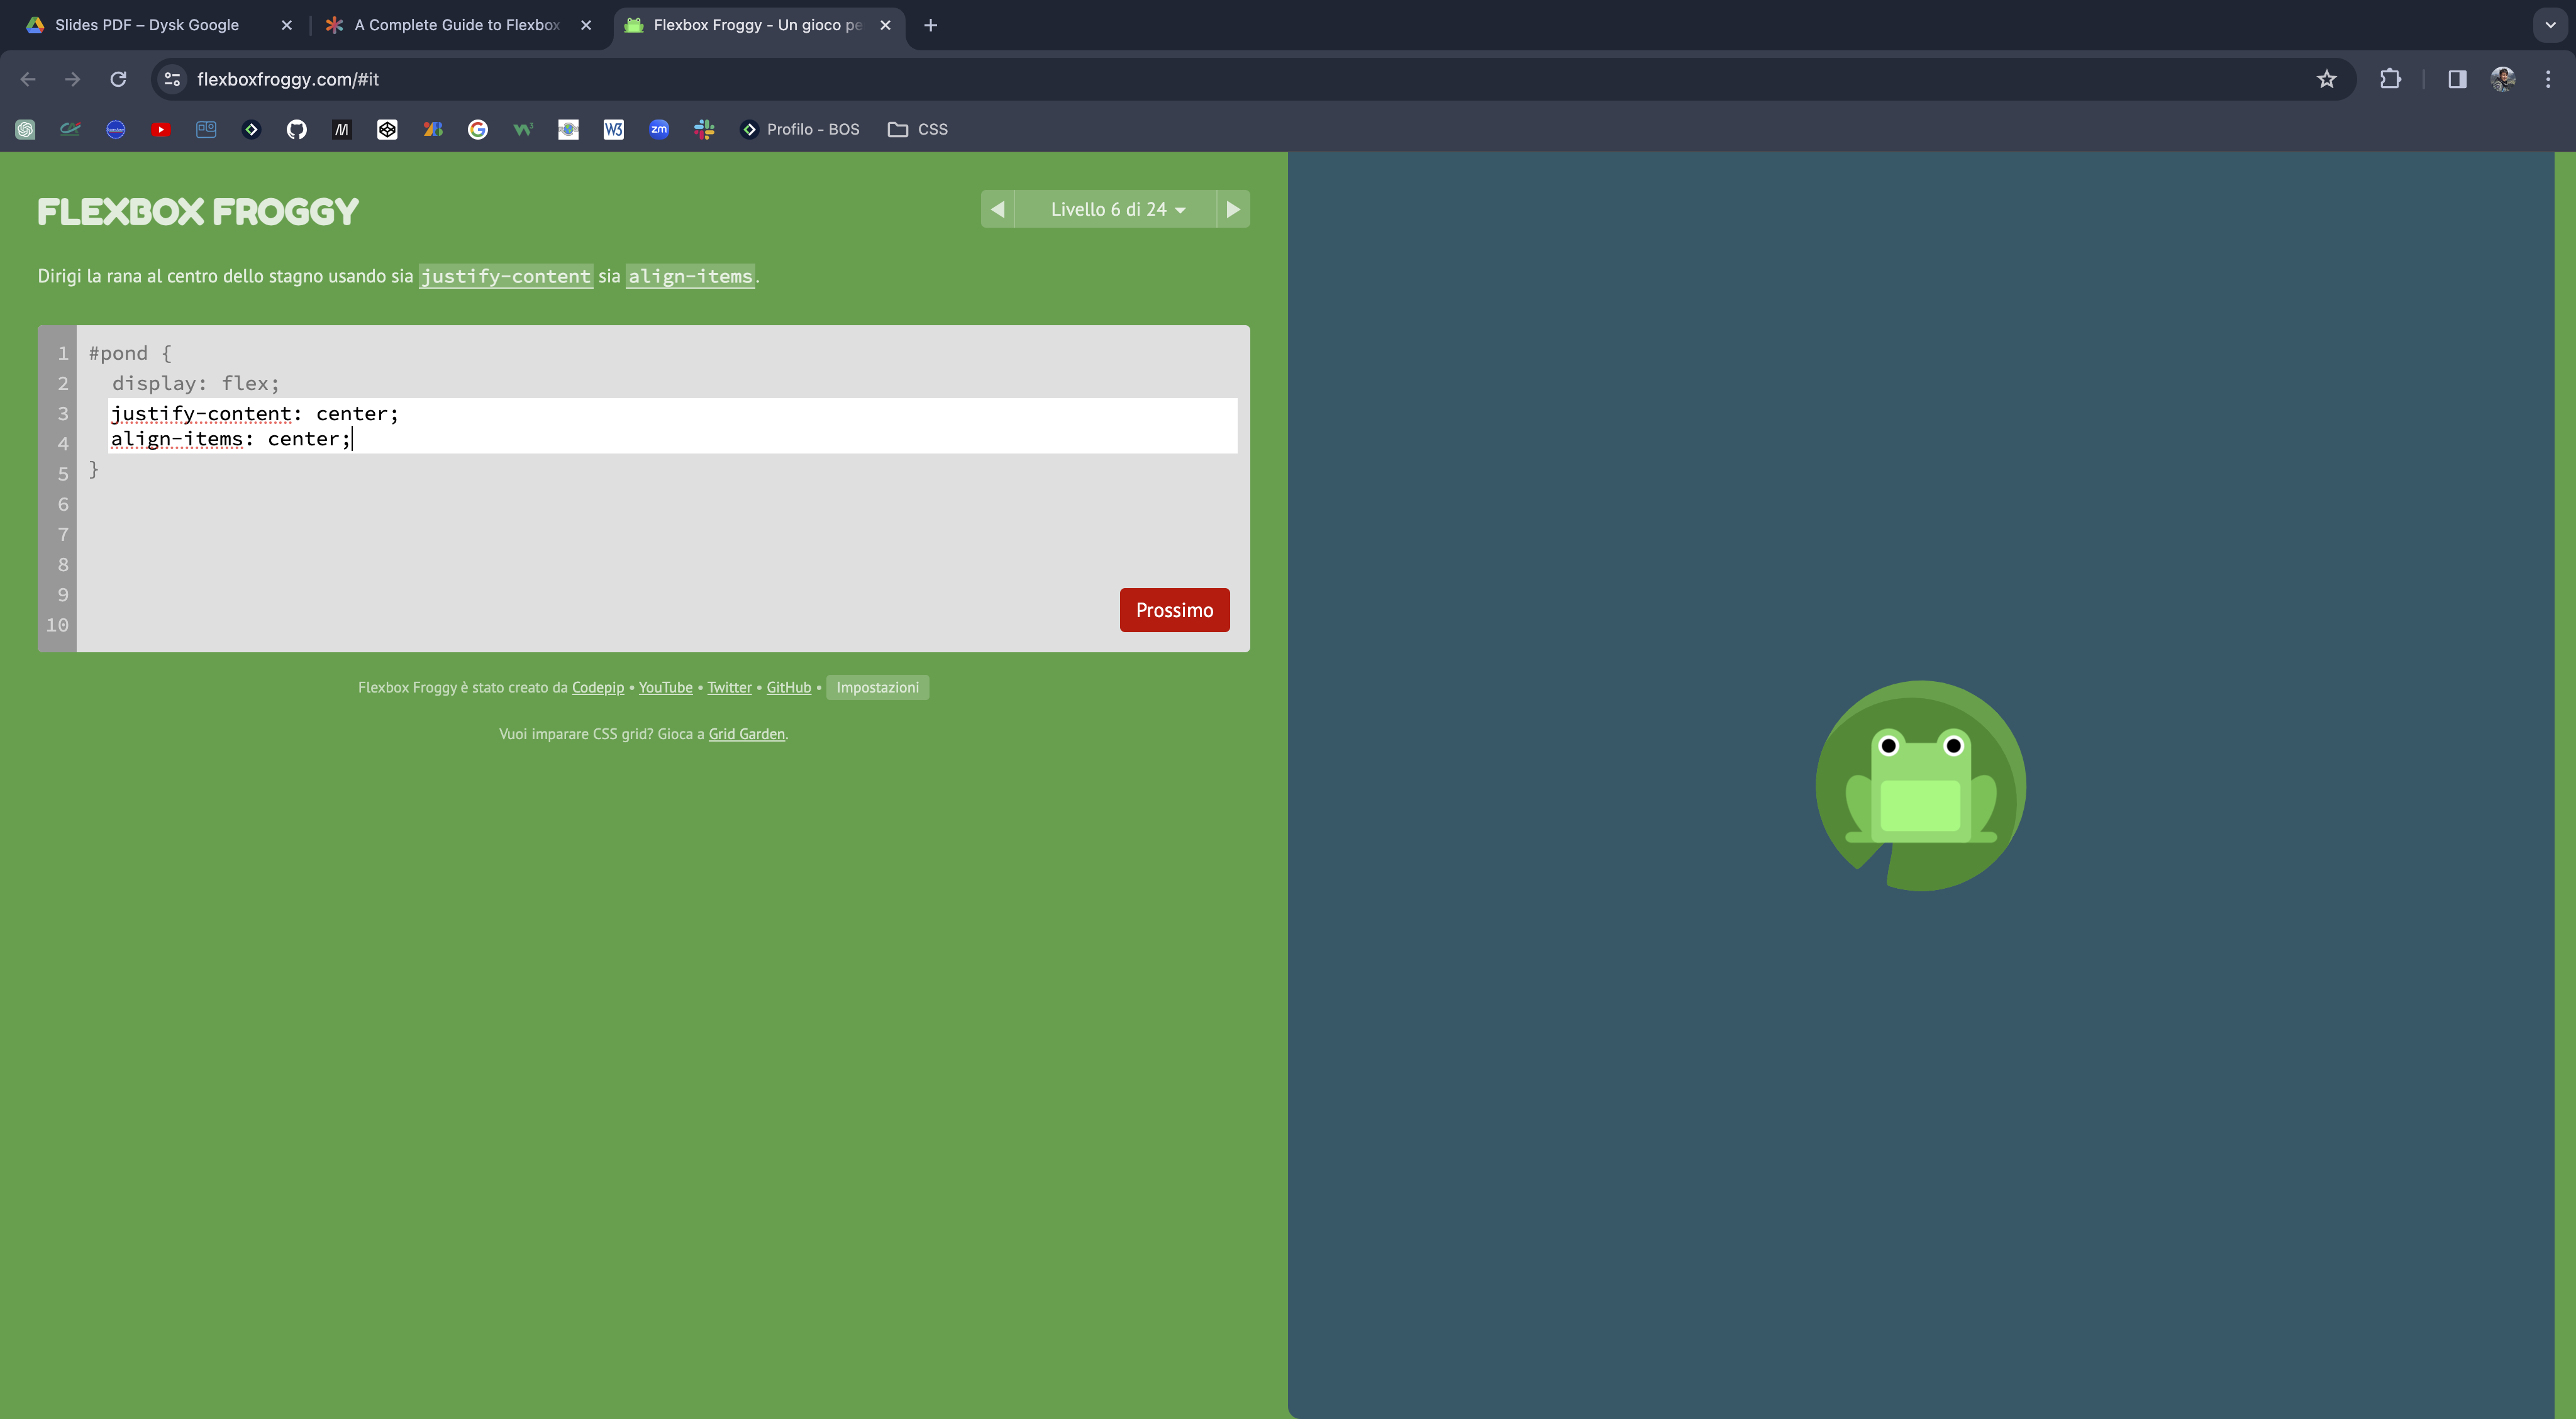 Slides PDF – Dysk Google
A Complete Guide to Flexbox
Flexbox Froggy - Un gioco pe
flexboxfroggy.com/#it
W3
zm
Profilo - BOS
CSS
FLEXBOX FROGGY
Livello 6 di 24
Dirigi la rana al centro dello stagno usando sia justify-content sia align-items.
1 #pond {
2 display: flex;
3 justify-content: center;
4 align-items: center;
5 }
6
7
8
9
10
Prossimo
Flexbox Froggy è stato creato da Codepip • YouTube • Twitter • GitHub • Impostazioni
Vuoi imparare CSS grid? Gioca a Grid Garden.